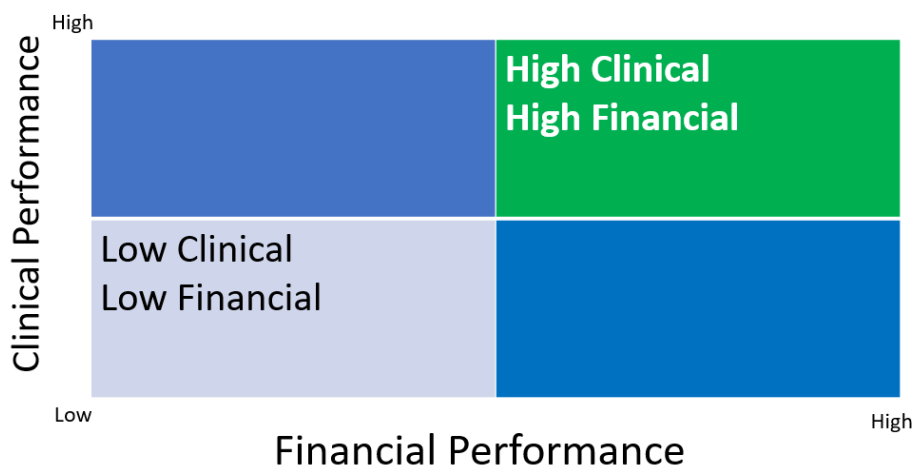 High
Clinical Performance
High Clinical
High Financial
Low Clinical
Low Financial
Low
High
Financial Performance